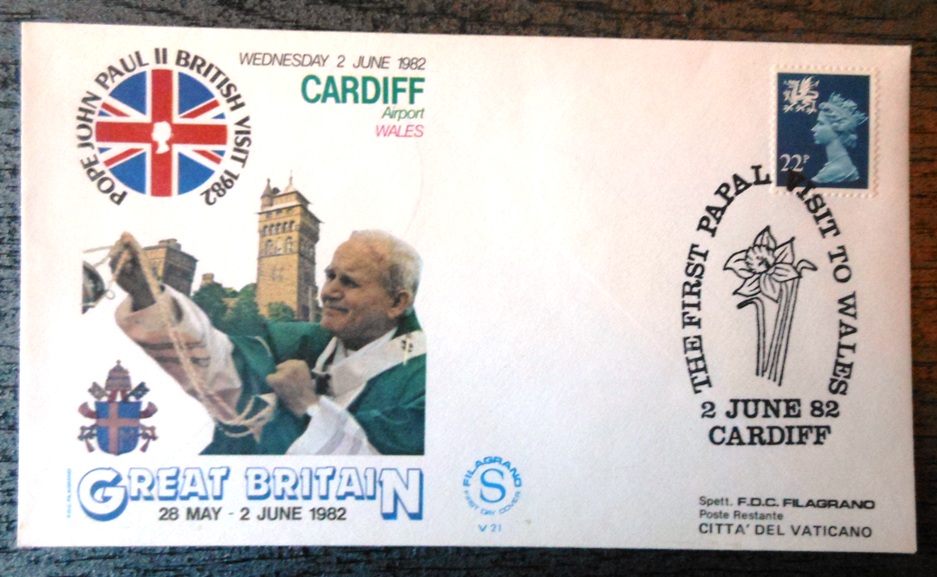 POPE JOHN PAUL II BRITISH VISIT 1982
WEDNESDAY 2 JUNE 1982
CARDIFF
Airport
WALES
22P
THE FIRST PAPAL VISIT TO WALES
2 JUNE 82
CARDIFF
GREAT BRITAIN
28 MAY - 2 JUNE 1982
FILAGRANO
S
FIRST DAY COVER
V 21
Spett. F.D.C. FILAGRANO
Poste Restante
CITTA' DEL VATICANO